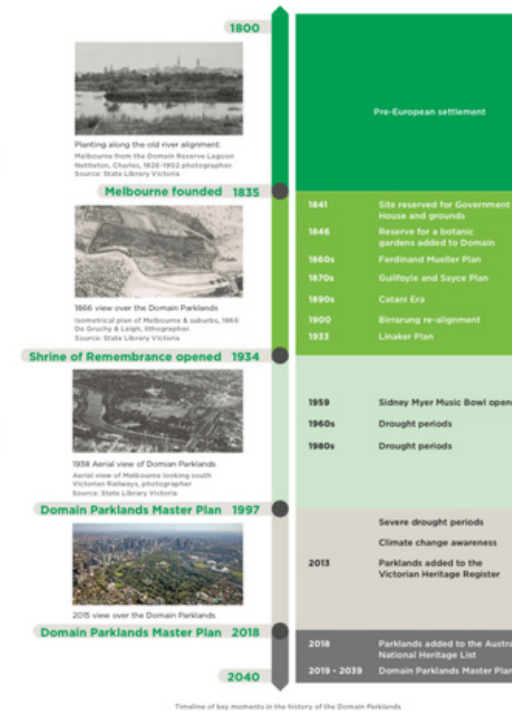 1800
Pre-European settlement
Planting along the old river alignment.
Melbourne from the Domain Reserve Lagoon
Nettleton, Charles, 1826-1902 photographer.
Source: State Library Victoria
Melbourne founded 1835
1841 Site reserved for Government
House and grounds
1846 Reserve for a botanic
gardens added to Domain
1860s Ferdinand Mueller Plan
1870s Guilfoyle and Sayce Plan
1890s Catani Era
1900 Birrarung re-alignment
1933 Linaker Plan
1866 view over the Domain Parklands
Isometrical plan of Melbourne & suburbs, 1866
De Gruchy & Leigh, lithographer.
Source: State Library Victoria
Shrine of Remembrance opened 1934
1959 Sidney Myer Music Bowl open
1960s Drought periods
1980s Drought periods
1938 Aerial view of Domian Parklands
Aerial view of Melbourne looking south
Victorian Railways, photographer
Source: State Library Victoria
Domain Parklands Master Plan 1997
Severe drought periods
Climate change awareness
2013 Parklands added to the
Victorian Heritage Register
2015 view over the Domain Parklands
Domain Parklands Master Plan 2018
2018 Parklands added to the Austra
National Heritage List
2019 - 2039 Domain Parklands Master Plan
2040
Timeline of key moments in the history of the Domain Parklands